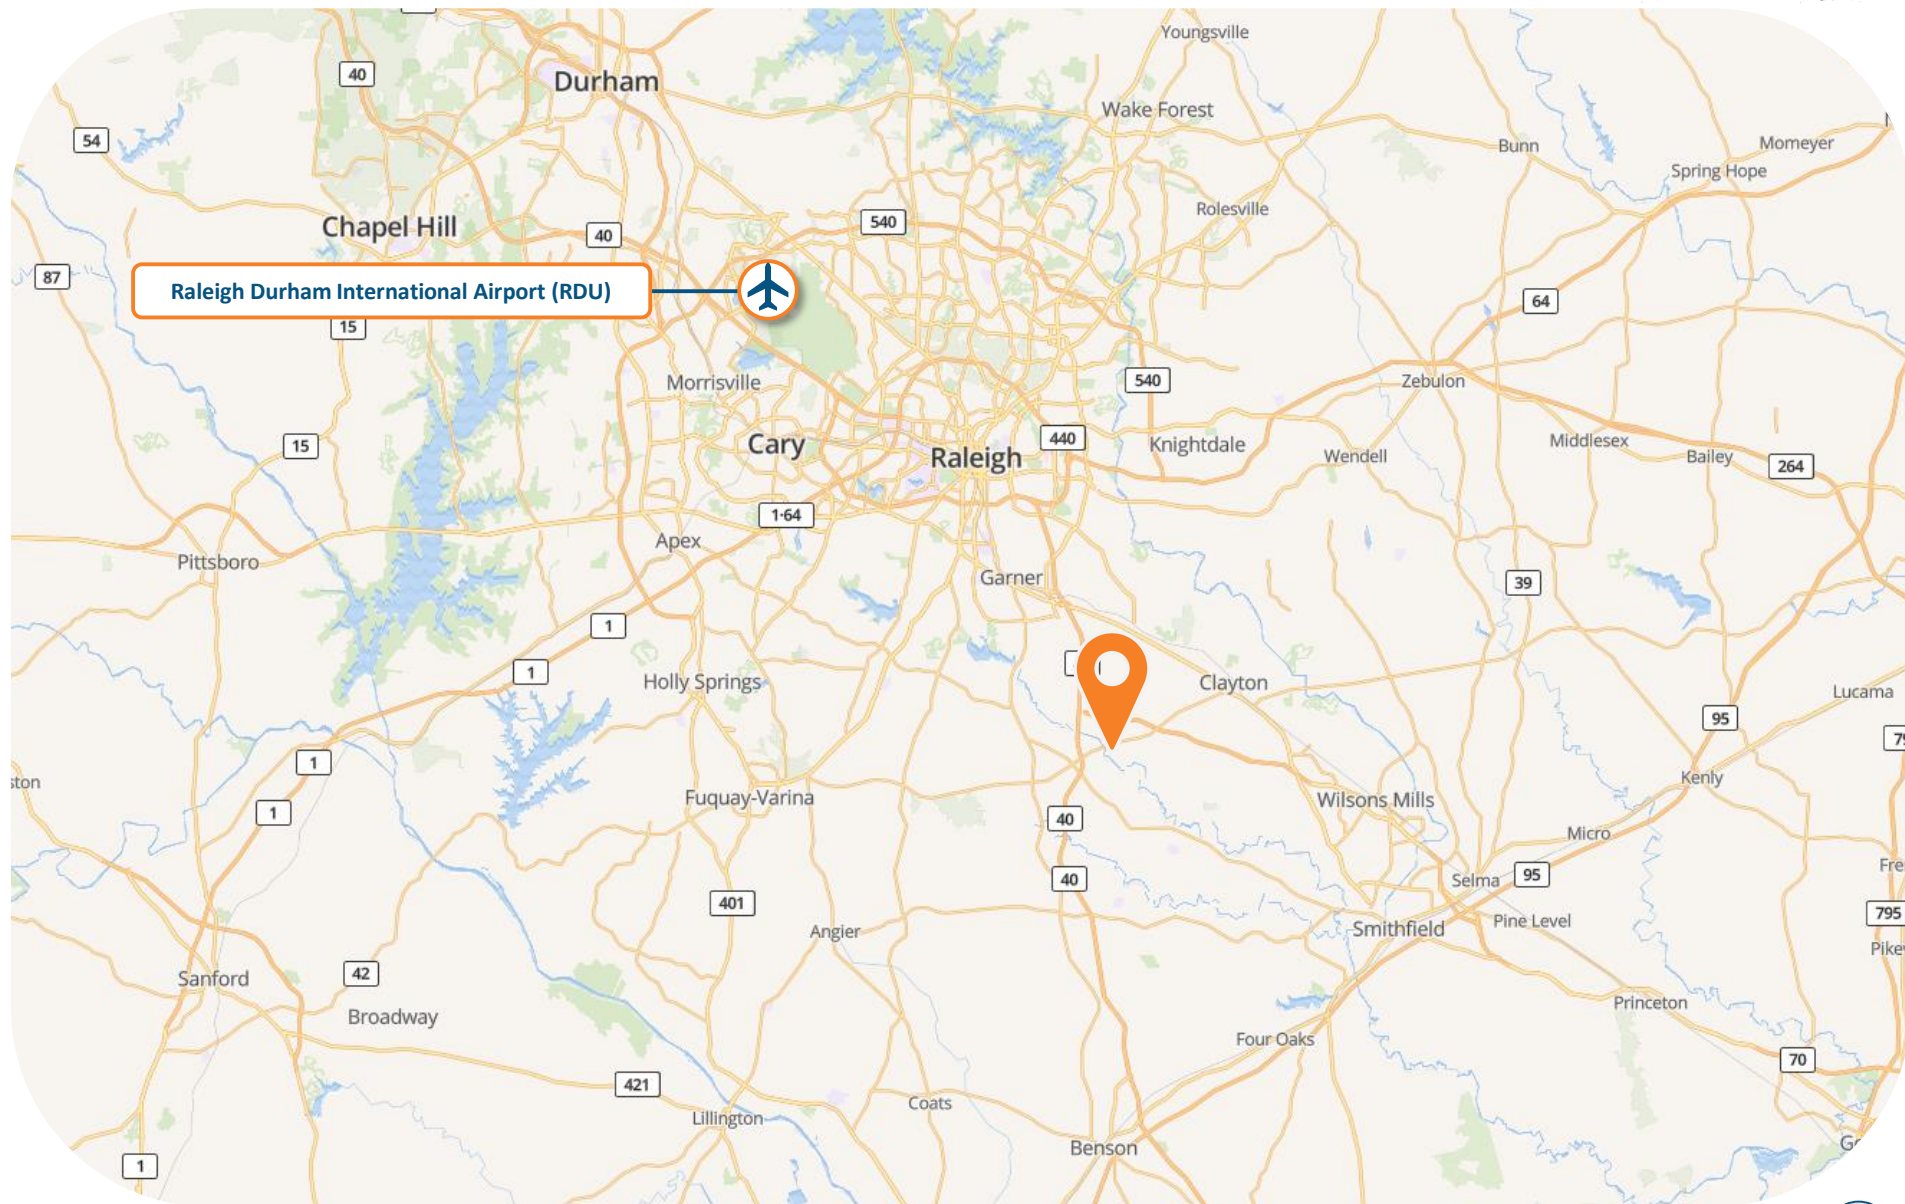 Youngsville
40
Durham
Wake Forest
54
Bunn
Momeyer
Spring Hope
Rolesville
Chapel Hill
540
40
87
Raleigh Durham International Airport (RDU)
64
15
Morrisville
540
Zebulon
15
Cary
Raleigh
440
Knightdale
Wendell
Middlesex
Bailey
264
1·64
Apex
Pittsboro
Garner
39
1
1
Holly Springs
Clayton
Lucama
95
1
ston
Kenly
Fuquay-Varina
Wilsons Mills
1
40
Micro
40
Selma
95
Fre
401
Angier
Smithfield
Pine Level
795
Pike
Sanford
42
Broadway
Princeton
Four Oaks
70
421
Coats
Lillington
Benson
1